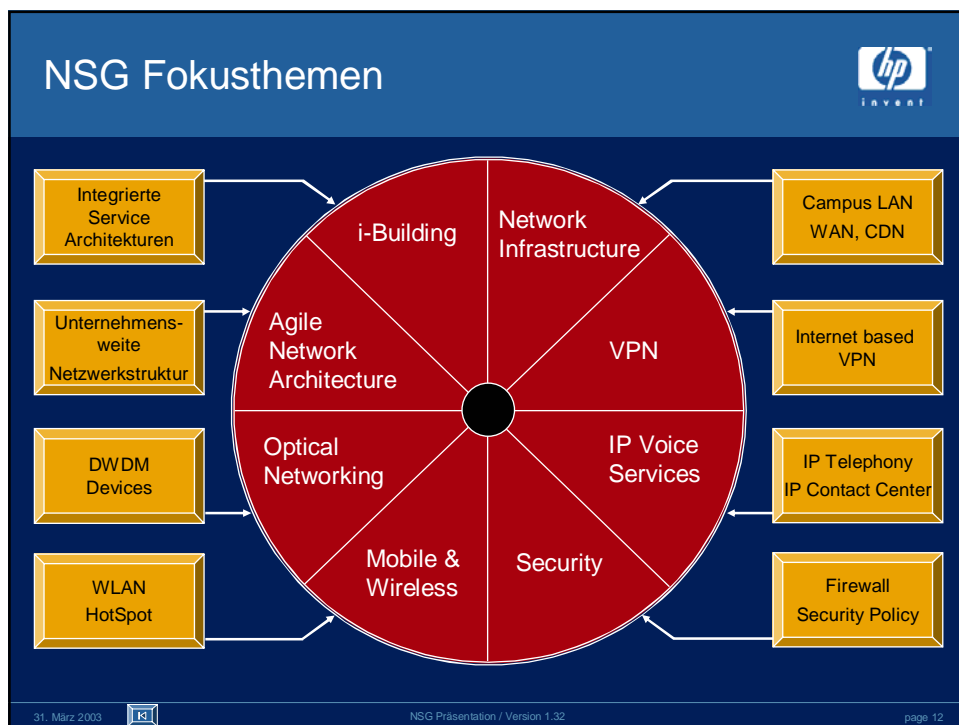 NSG Fokusthemen
hp
invent
Integrierte
Service
Architekturen
Unternehmens-
weite
Netzwerkstruktur
DWDM
Devices
WLAN
HotSpot
i-Building
Network
Infrastructure
Agile
Network
Architecture
VPN
Optical
Networking
IP Voice
Services
Mobile &
Wireless
Security
Campus LAN
WAN, CDN
Internet based
VPN
IP Telephony
IP Contact Center
Firewall
Security Policy
31. März 2003
NSG Präsentation / Version 1.32
page 12